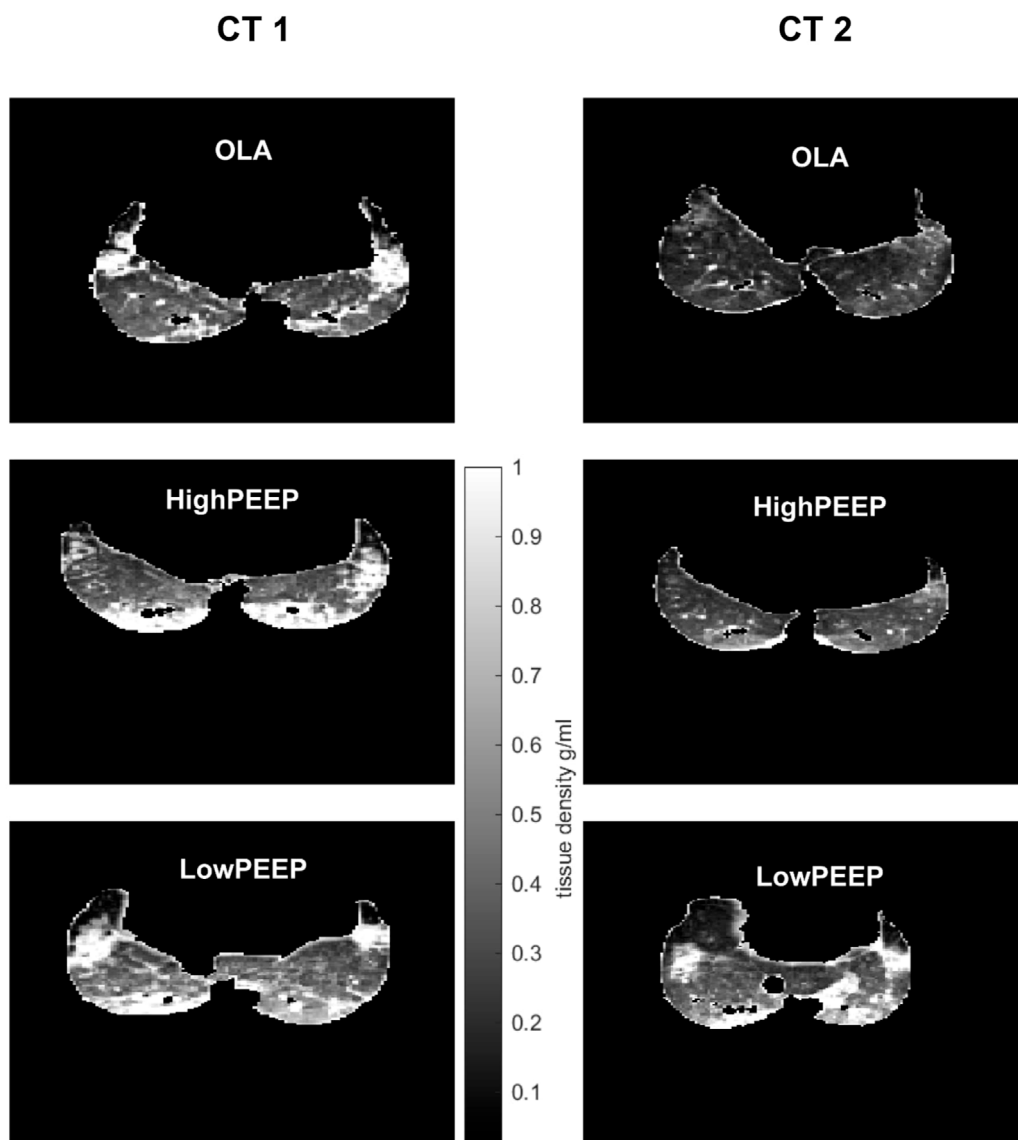 CT 1
CT 2
OLA
OLA
HighPEEP
HighPEEP
LowPEEP
LowPEEP
1
0.9
0.8
0.7
0.6
0.5
0.4
0.3
0.2
0.1
tissue density g/ml